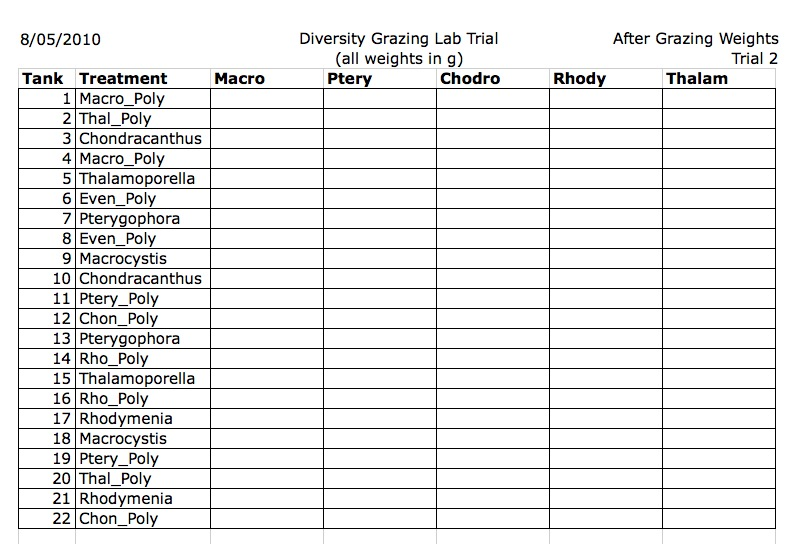 8/05/2010 Diversity Grazing Lab Trial After Grazing Weights
(all weights in g) Trial 2
Tank Treatment Macro Ptery Chodro Rhody Thalam
1 Macro_Poly
2 Thal_Poly
3 Chondracanthus
4 Macro_Poly
5 Thalamoporella
6 Even_Poly
7 Pterygophora
8 Even_Poly
9 Macrocystis
10 Chondracanthus
11 Ptery_Poly
12 Chon_Poly
13 Pterygophora
14 Rho_Poly
15 Thalamoporella
16 Rho_Poly
17 Rhodymenia
18 Macrocystis
19 Ptery_Poly
20 Thal_Poly
21 Rhodymenia
22 Chon_Poly